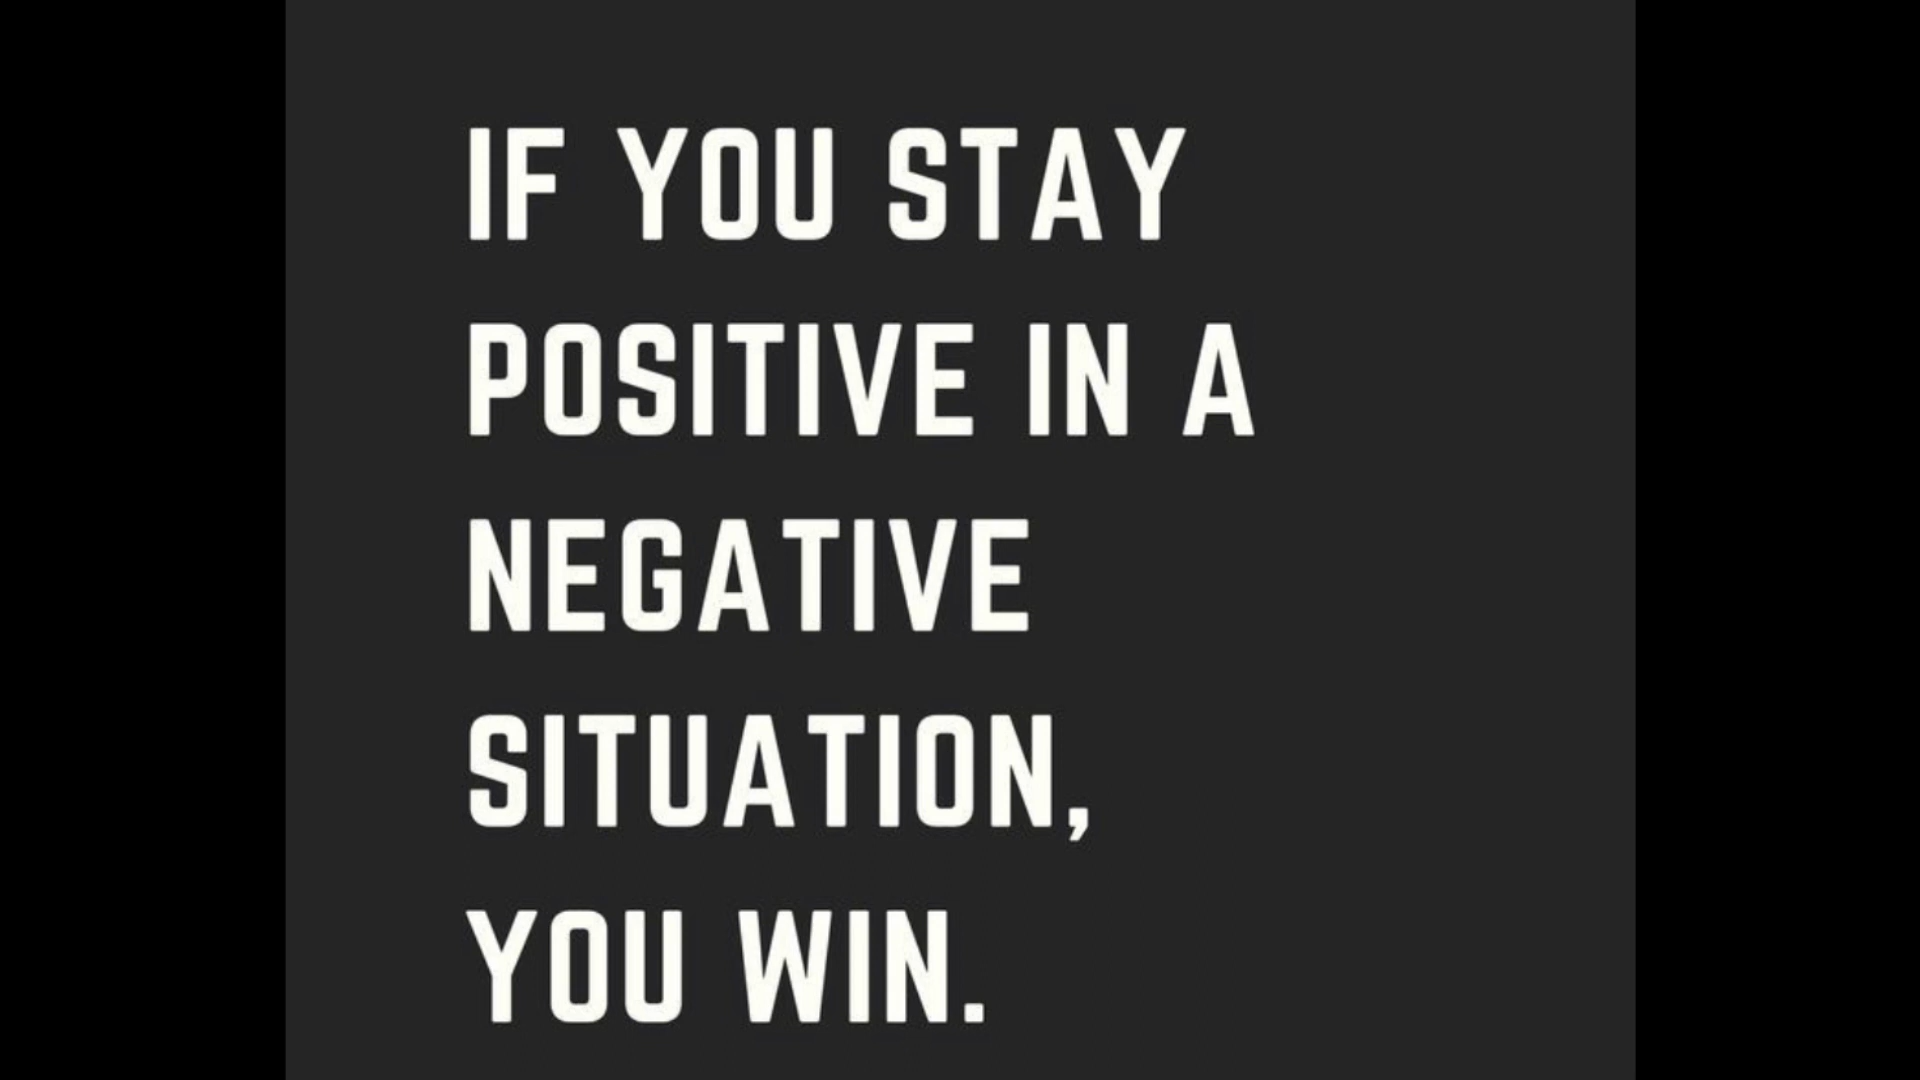 IF YOU STAY
POSITIVE IN A
NEGATIVE
SITUATION,
YOU WIN.